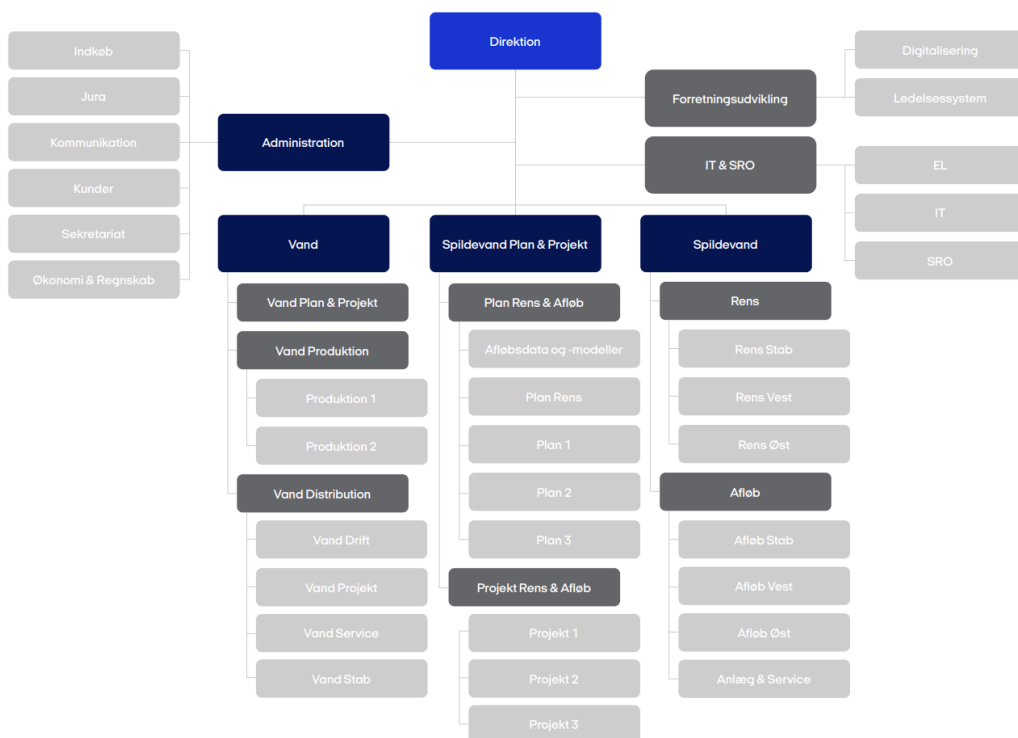 Direktion
Indkøb
Jura
Kommunikation
Kunder
Sekretariat
Økonomi & Regnskab
Administration
Forretningsudvikling
Digitalisering
Ledelsessystem
IT & SRO
EL
IT
SRO
Vand
Vand Plan & Projekt
Vand Produktion
Produktion 1
Produktion 2
Vand Distribution
Vand Drift
Vand Projekt
Vand Service
Vand Stab
Spildevand Plan & Projekt
Plan Rens & Afløb
Afløbsdata og -modeller
Plan Rens
Plan 1
Plan 2
Plan 3
Projekt Rens & Afløb
Projekt 1
Projekt 2
Projekt 3
Spildevand
Rens
Rens Stab
Rens Vest
Rens Øst
Afløb
Afløb Stab
Afløb Vest
Afløb Øst
Anlæg & Service